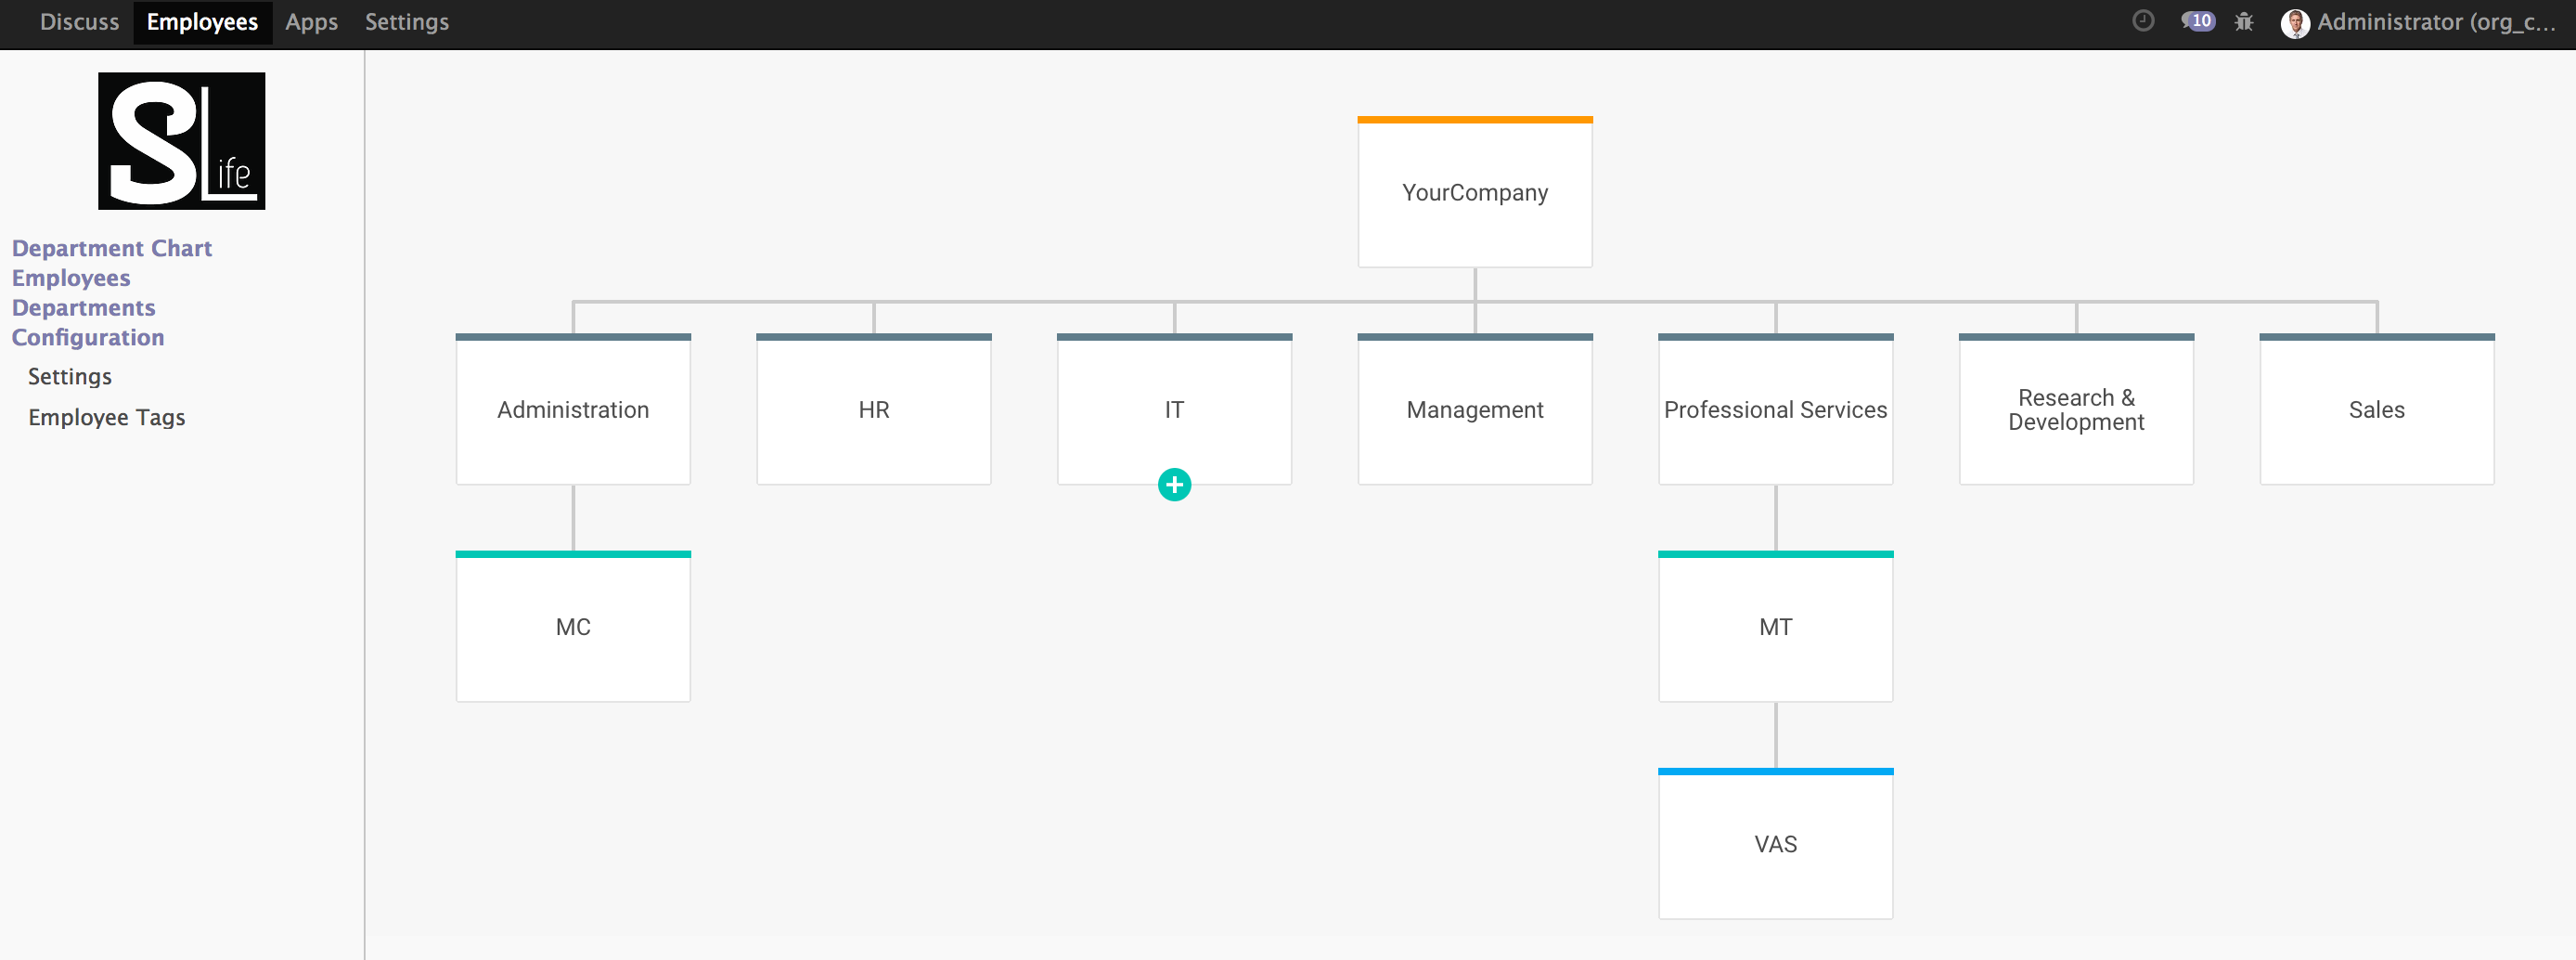 Discuss Employees Apps Settings 10 Administrator (org_c...
SLife
Department Chart
Employees
Departments
Configuration
Settings
Employee Tags
YourCompany
Administration
HR
IT
Management
Professional Services
Research &
Development
Sales
MC
MT
VAS